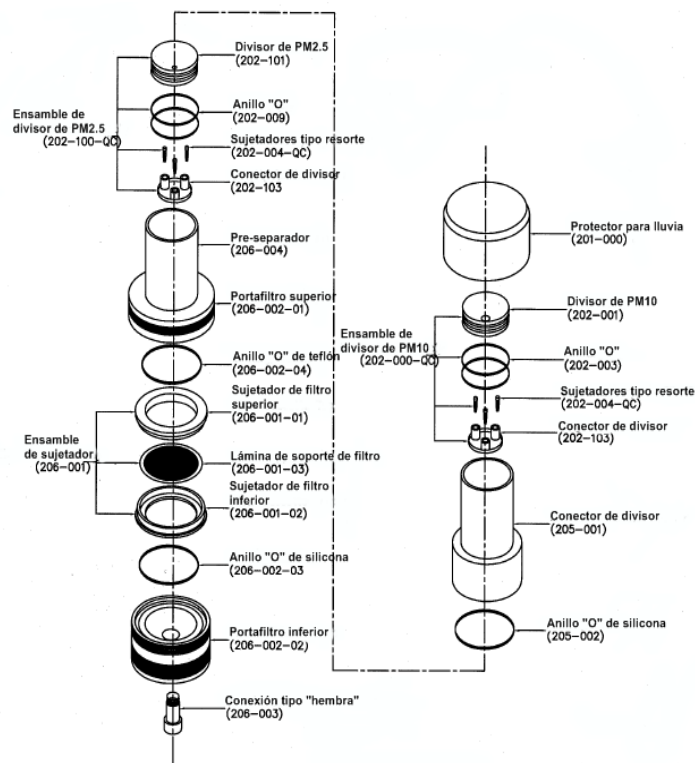 Divisor de PM2.5
(202-101)
Anillo "O"
(202-009)
Ensamble de
divisor de PM2.5
(202-100-QC)
Sujetadores tipo resorte
(202-004-QC)
Conector de divisor
(202-103
Pre-separador
(206-004)
Portafiltro superior
(206-002-01)
Anillo "O" de teflón
(206-002-04)
Sujetador de filtro
superior
(206-001-01)
Ensamble
de sujetador
(206-001)
Lámina de soporte de filtro
(206-001-03)
Sujetador de filtro
inferior
(206-001-02)
Anillo "O" de silicona
(206-002-03
Portafiltro inferior
(206-002-02)
Conexión tipo "hembra"
(206-003)
Protector para lluvia
(201-000)
Divisor de PM10
(202-001)
Ensamble de
divisor de PM10
(202-000-QC)
Anillo "O"
(202-003)
Sujetadores tipo resorte
(202-004-QC)
Conector de divisor
(202-103)
Conector de divisor
(205-001)
Anillo "O" de silicona
(205-002)